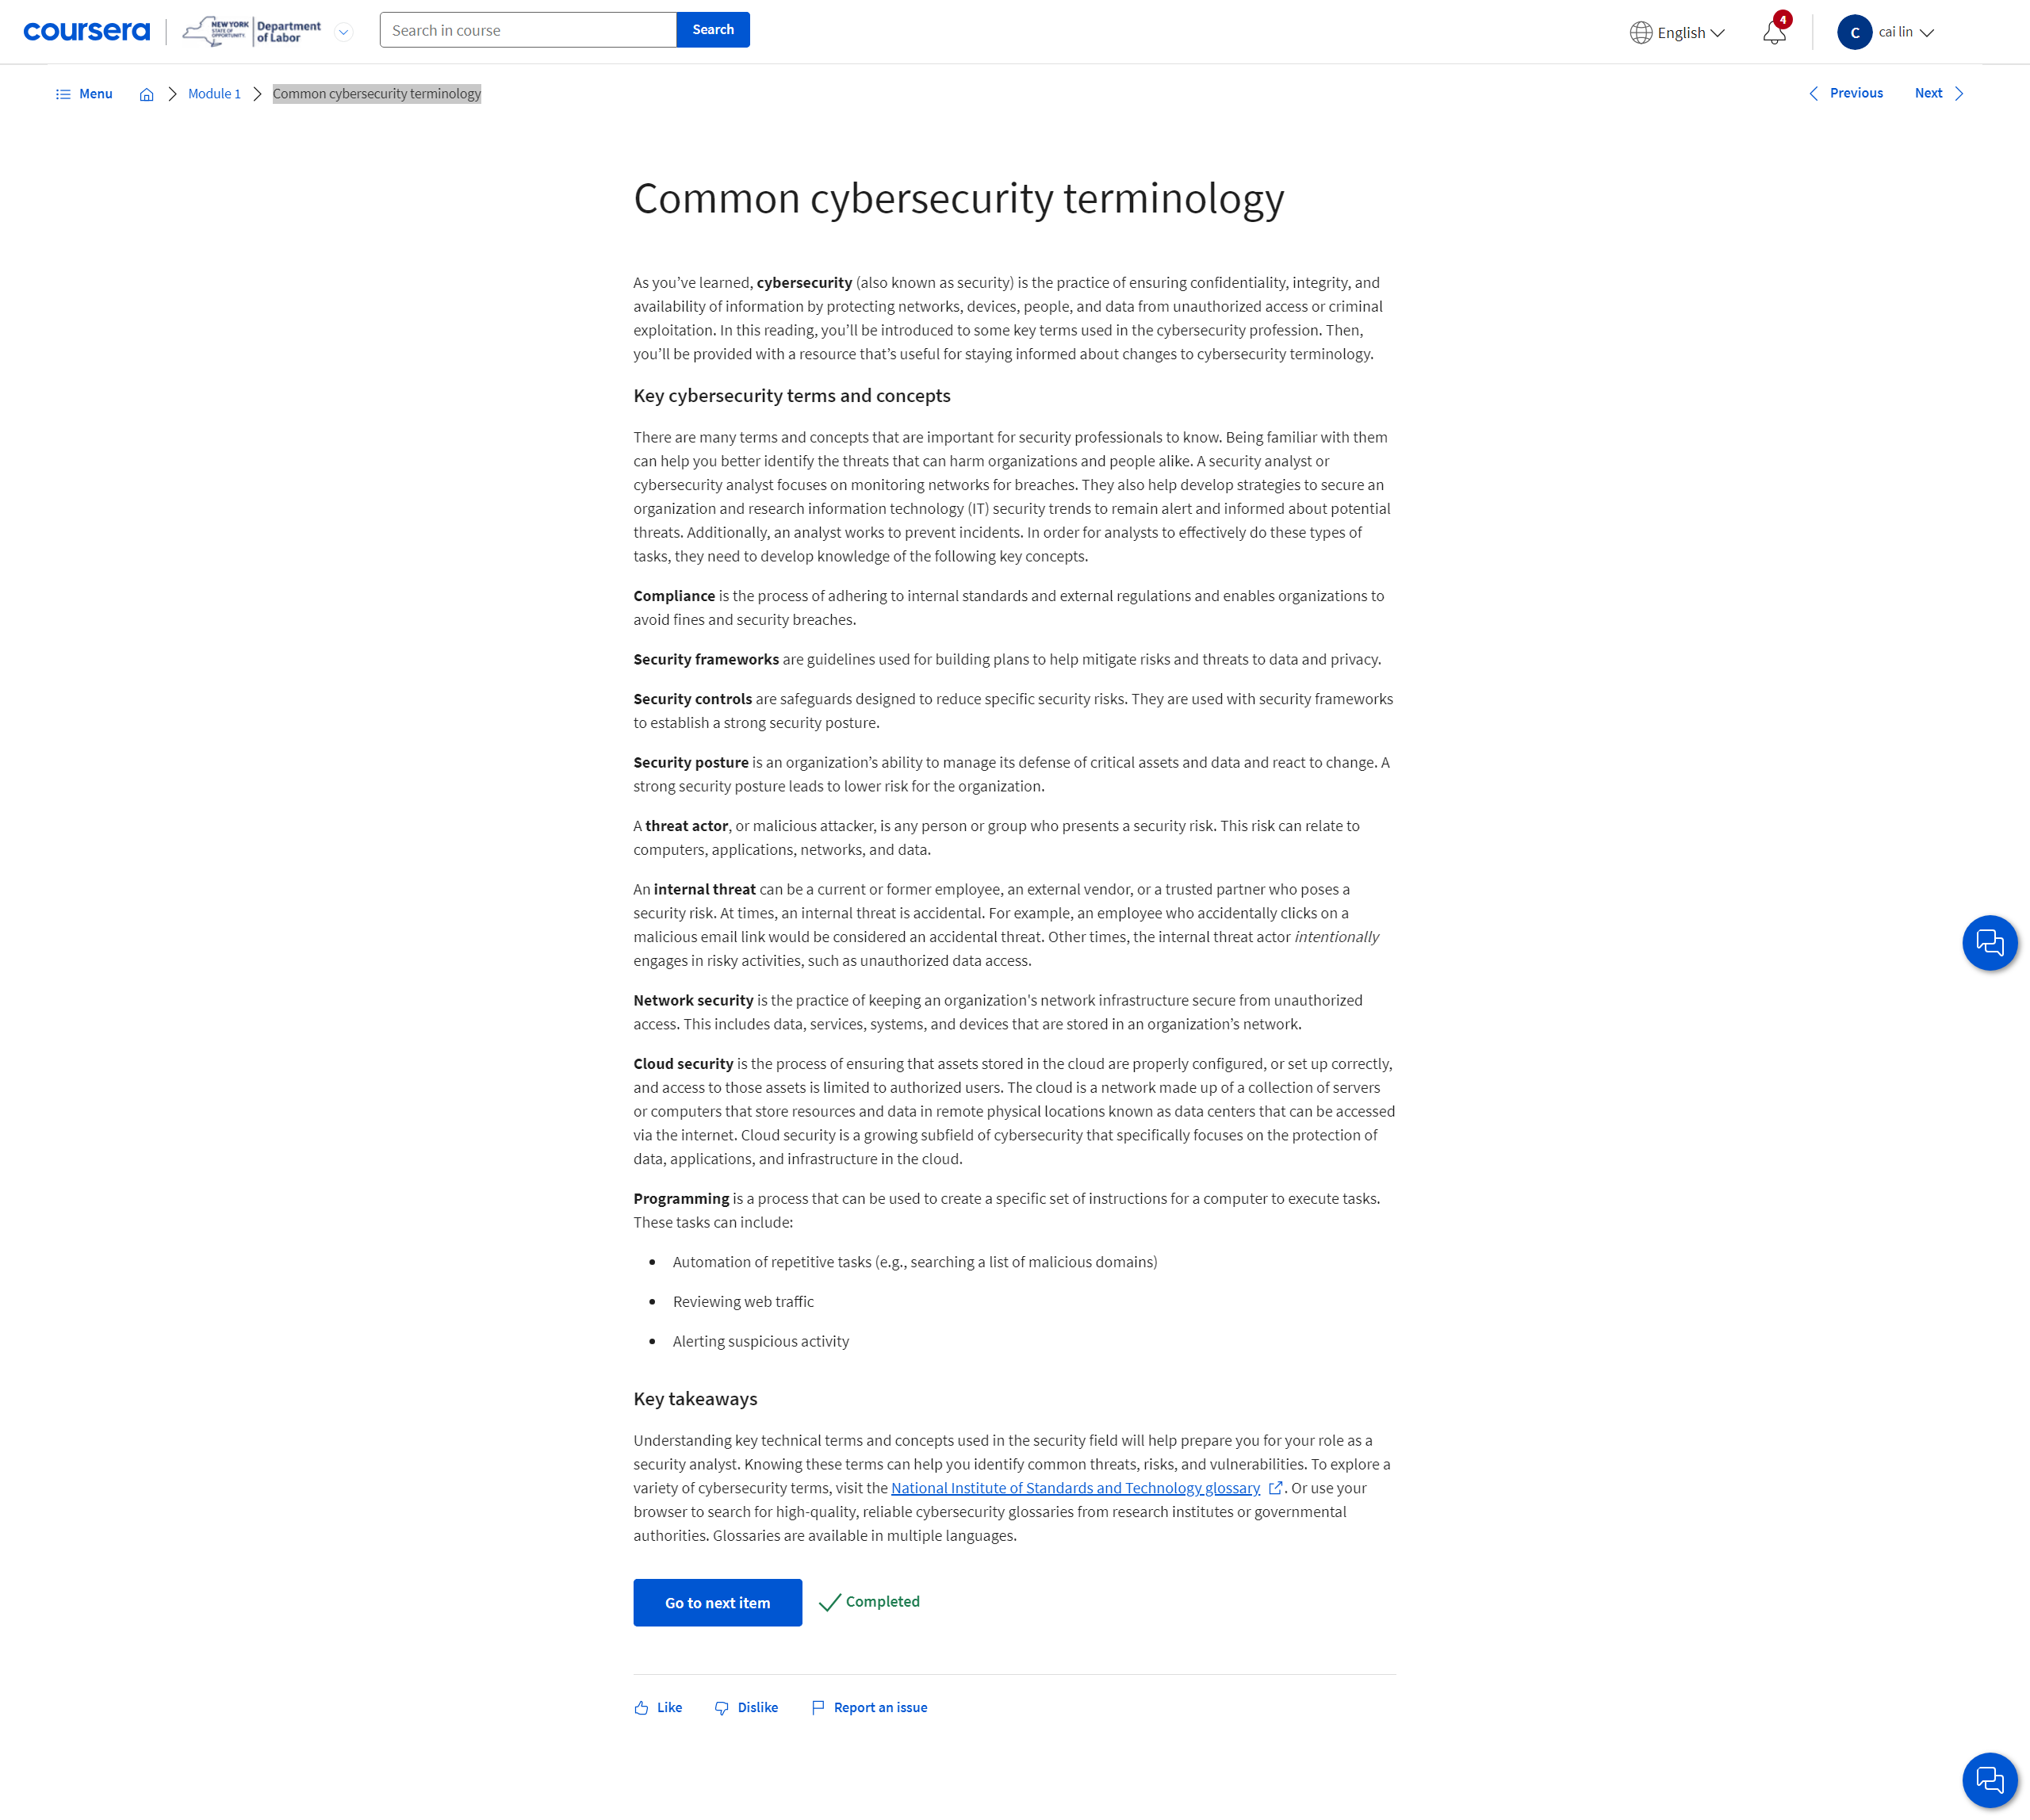 coursera
NEW YORK
STATE OF
OPPORTUNITY.
Department
of Labor
Search in course
Search
English
4
C
cai lin
Menu
Module 1
Common cybersecurity terminology
Previous
Next
Common cybersecurity terminology
As you’ve learned, cybersecurity (also known as security) is the practice of ensuring confidentiality, integrity, and
availability of information by protecting networks, devices, people, and data from unauthorized access or criminal
exploitation. In this reading, you’ll be introduced to some key terms used in the cybersecurity profession. Then,
you’ll be provided with a resource that’s useful for staying informed about changes to cybersecurity terminology.
Key cybersecurity terms and concepts
There are many terms and concepts that are important for security professionals to know. Being familiar with them
can help you better identify the threats that can harm organizations and people alike. A security analyst or
cybersecurity analyst focuses on monitoring networks for breaches. They also help develop strategies to secure an
organization and research information technology (IT) security trends to remain alert and informed about potential
threats. Additionally, an analyst works to prevent incidents. In order for analysts to effectively do these types of
tasks, they need to develop knowledge of the following key concepts.
Compliance is the process of adhering to internal standards and external regulations and enables organizations to
avoid fines and security breaches.
Security frameworks are guidelines used for building plans to help mitigate risks and threats to data and privacy.
Security controls are safeguards designed to reduce specific security risks. They are used with security frameworks
to establish a strong security posture.
Security posture is an organization’s ability to manage its defense of critical assets and data and react to change. A
strong security posture leads to lower risk for the organization.
A threat actor, or malicious attacker, is any person or group who presents a security risk. This risk can relate to
computers, applications, networks, and data.
An internal threat can be a current or former employee, an external vendor, or a trusted partner who poses a
security risk. At times, an internal threat is accidental. For example, an employee who accidentally clicks on a
malicious email link would be considered an accidental threat. Other times, the internal threat actor intentionally
engages in risky activities, such as unauthorized data access.
Network security is the practice of keeping an organization's network infrastructure secure from unauthorized
access. This includes data, services, systems, and devices that are stored in an organization’s network.
Cloud security is the process of ensuring that assets stored in the cloud are properly configured, or set up correctly,
and access to those assets is limited to authorized users. The cloud is a network made up of a collection of servers
or computers that store resources and data in remote physical locations known as data centers that can be accessed
via the internet. Cloud security is a growing subfield of cybersecurity that specifically focuses on the protection of
data, applications, and infrastructure in the cloud.
Programming is a process that can be used to create a specific set of instructions for a computer to execute tasks.
These tasks can include:
• Automation of repetitive tasks (e.g., searching a list of malicious domains)
• Reviewing web traffic
• Alerting suspicious activity
Key takeaways
Understanding key technical terms and concepts used in the security field will help prepare you for your role as a
security analyst. Knowing these terms can help you identify common threats, risks, and vulnerabilities. To explore a
variety of cybersecurity terms, visit the National Institute of Standards and Technology glossary . Or use your
browser to search for high-quality, reliable cybersecurity glossaries from research institutes or governmental
authorities. Glossaries are available in multiple languages.
Go to next item
Completed
Like
Dislike
Report an issue